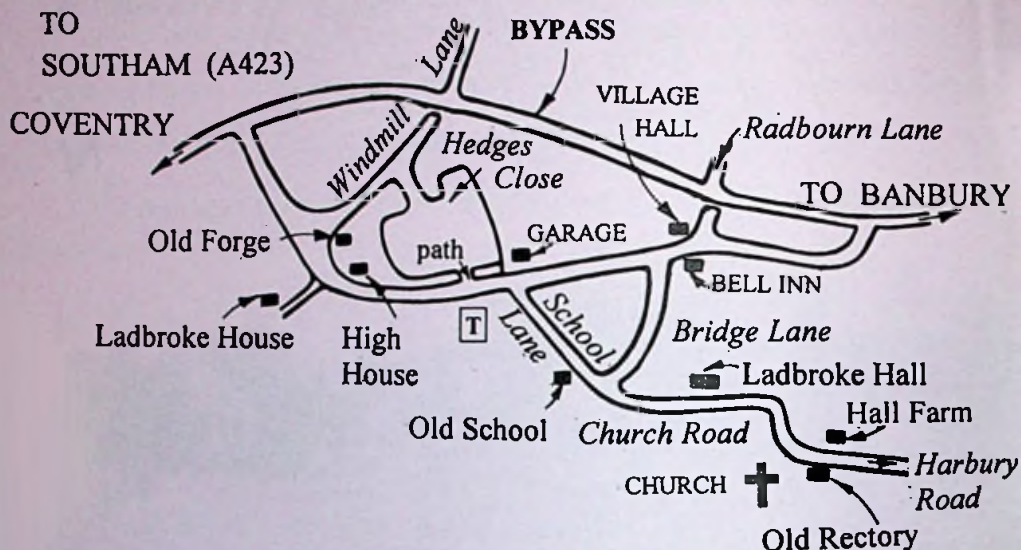 TO
SOUTHAM (A423)
COVENTRY
Lane
BYPASS
VILLAGE
HALL
Radbourn Lane
Windmill
Hedges
Close
TO BANBURY
Old Forge
path
GARAGE
BELL INN
Ladbroke House
High
House
T
Lane
School
Bridge Lane
Ladbroke Hall
Old School
Church Road
Hall Farm
CHURCH
Harbury
Road
Old Rectory